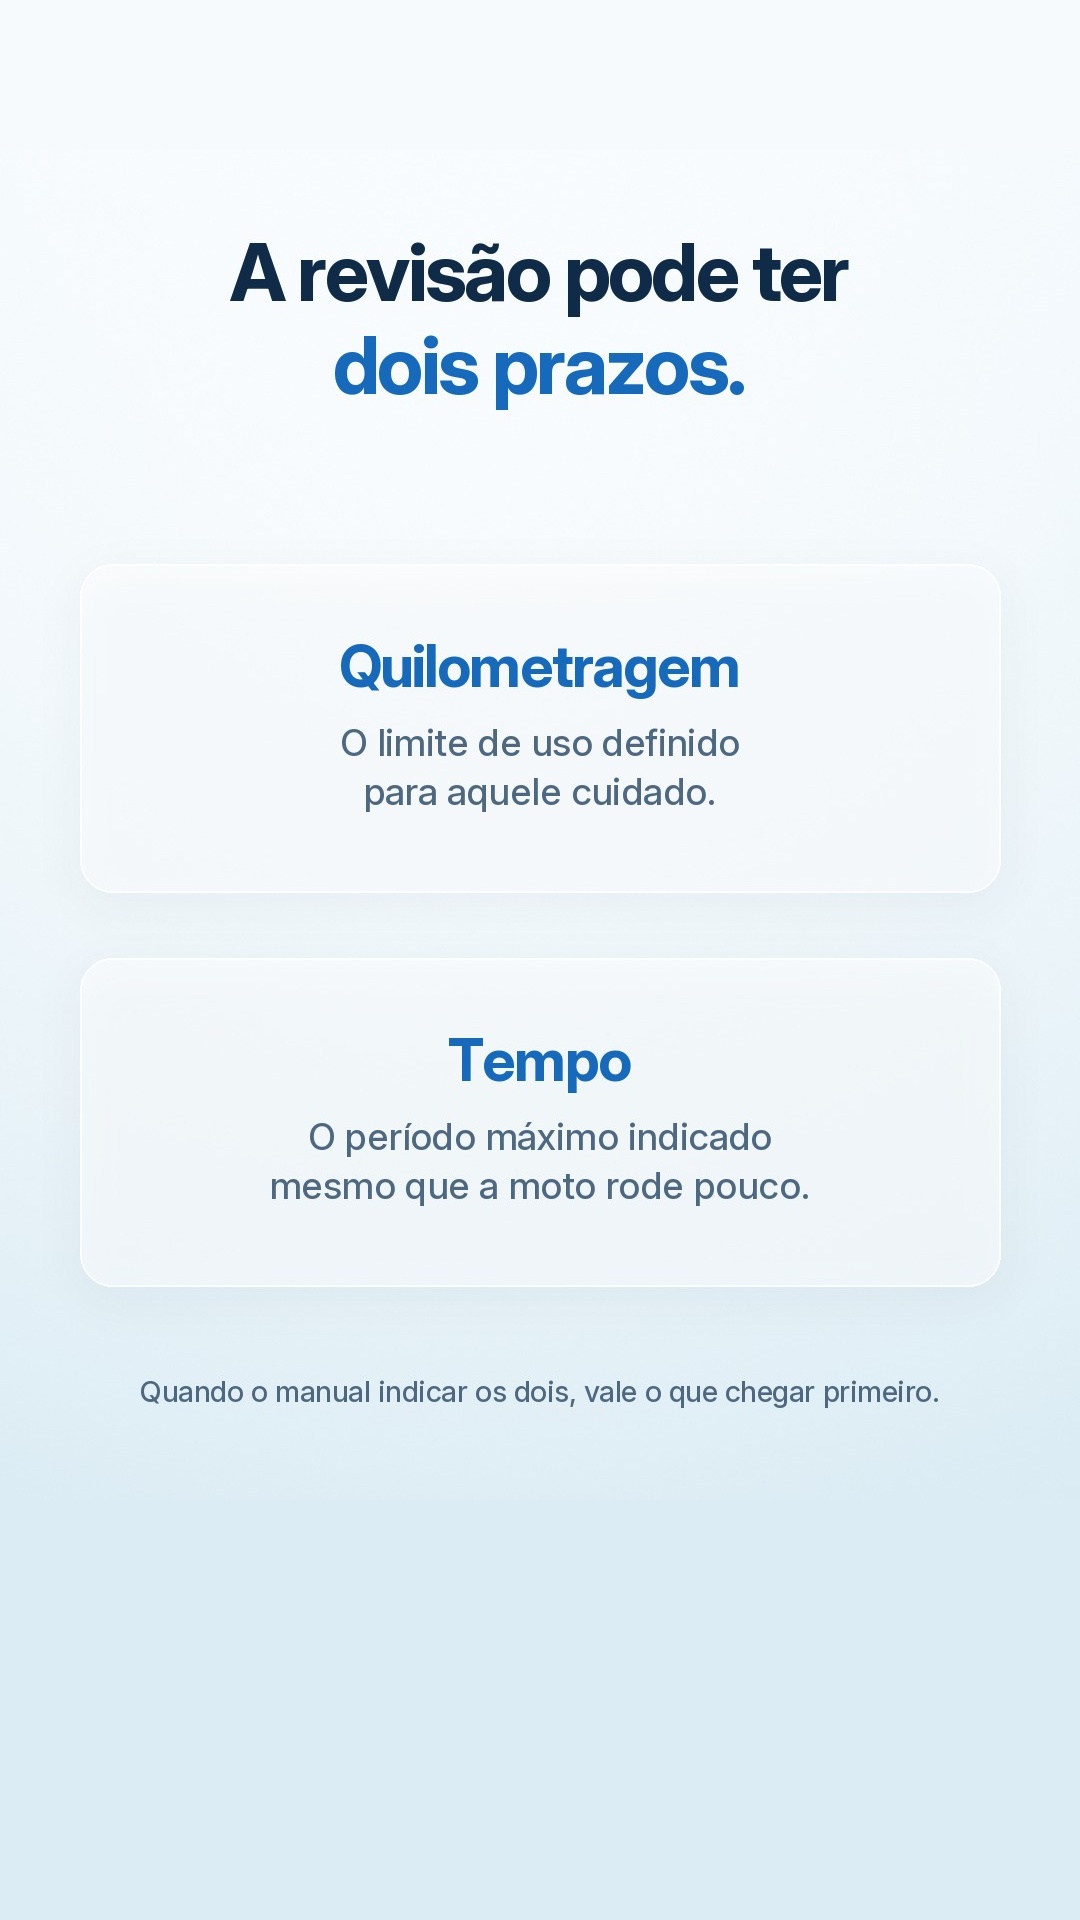 A revisão pode ter
dois prazos.
Quilometragem
O limite de uso definido
para aquele cuidado.
Tempo
O período máximo indicado
mesmo que a moto rode pouco.
Quando o manual indicar os dois, vale o que chegar primeiro.